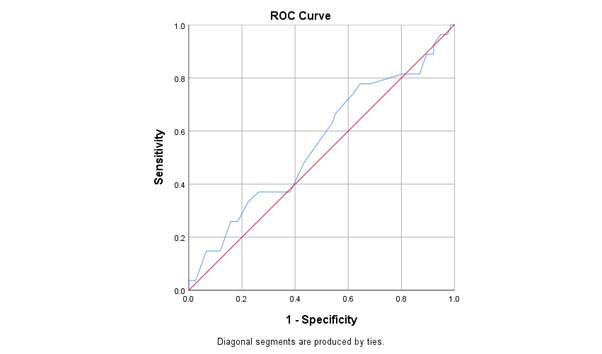 ROC Curve
1.0
0.8
0.6
0.4
0.2
0.0
Sensitivity
0.0 0.2 0.4 0.6 0.8 1.0
1 - Specificity
Diagonal segments are produced by ties.